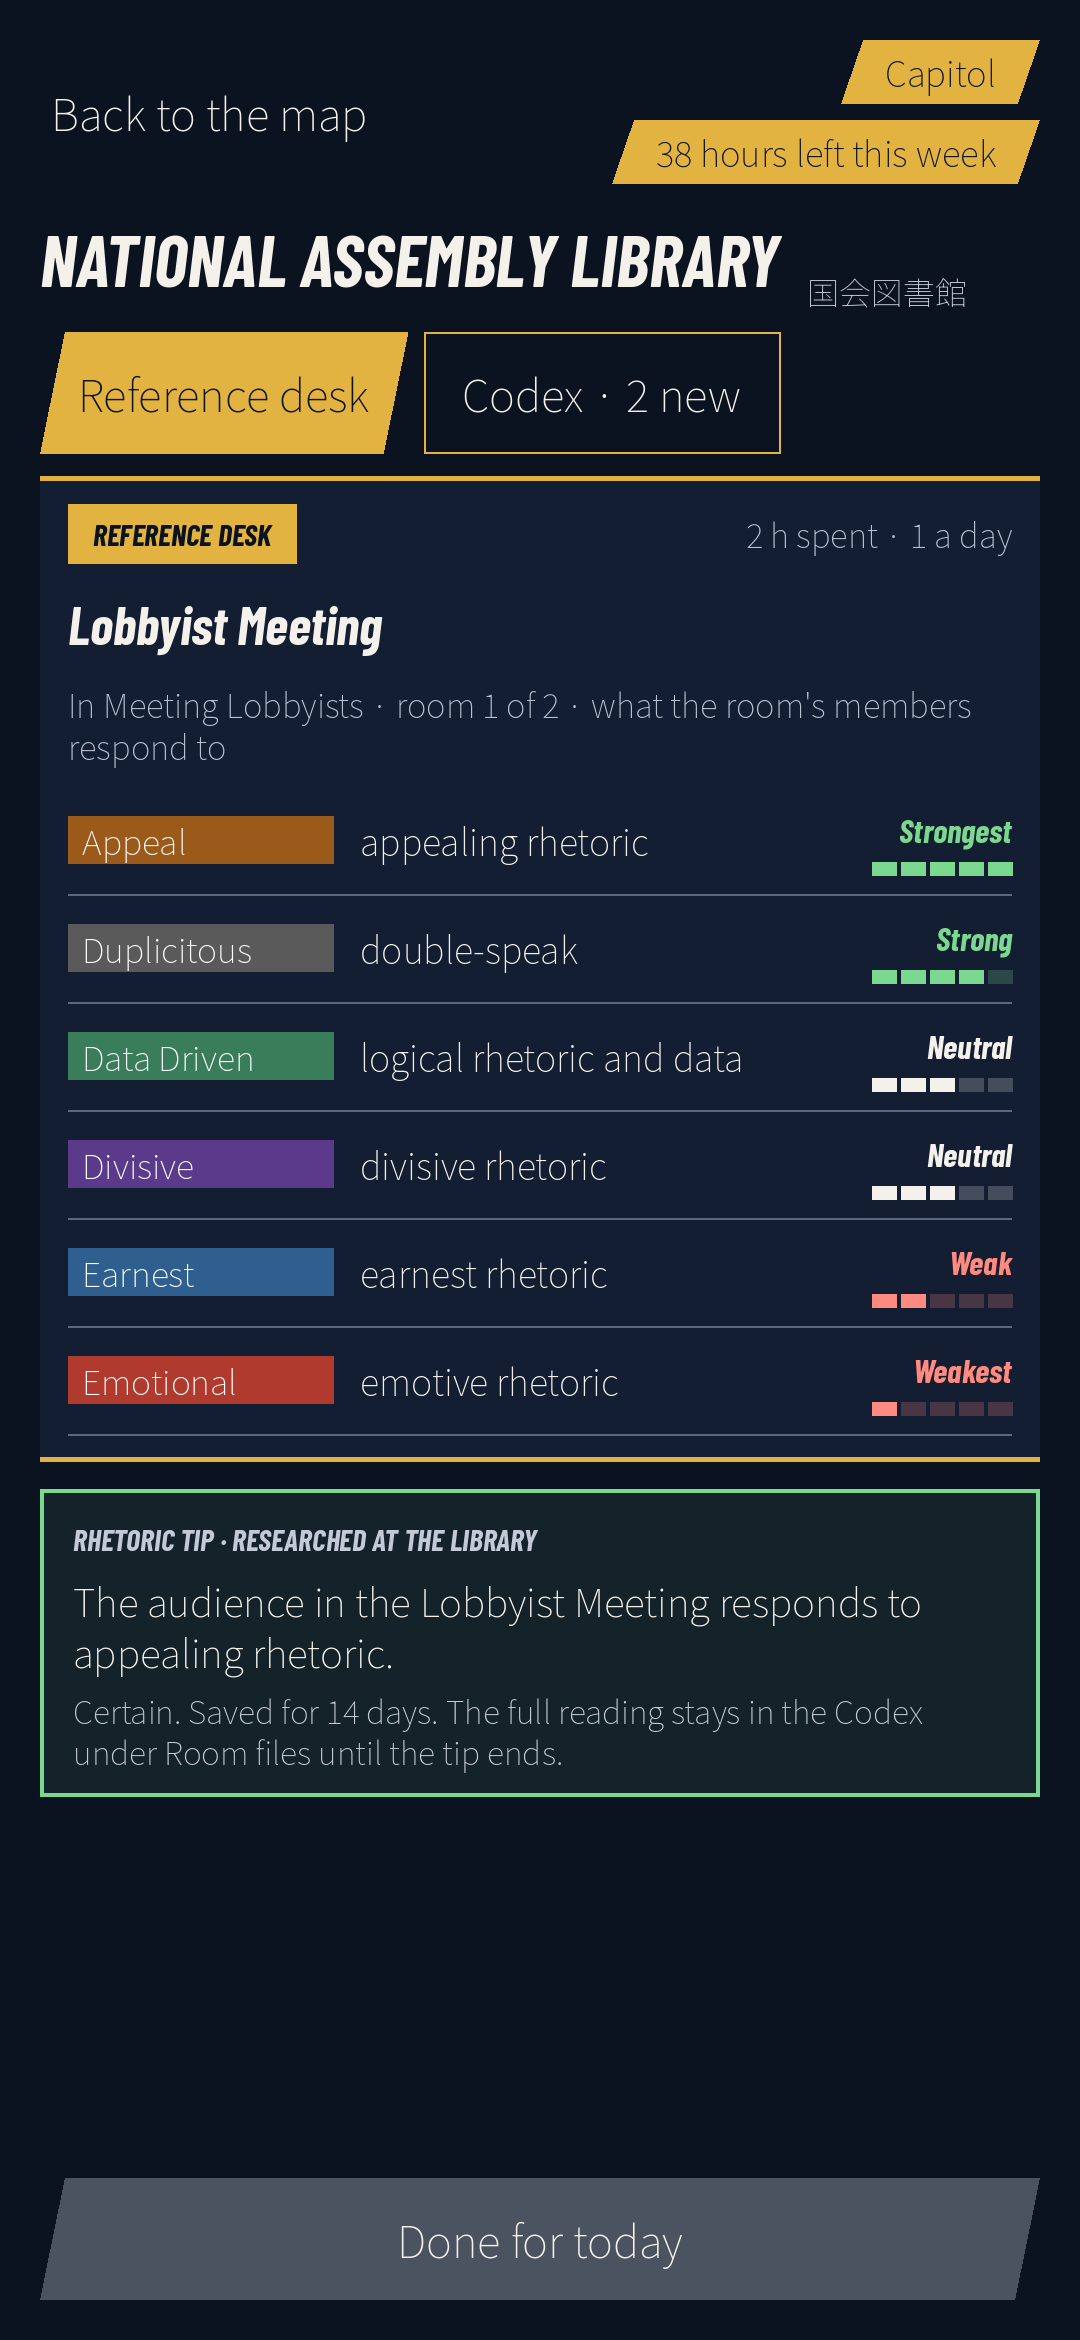 Back to the map
Capitol
38 hours left this week
NATIONAL ASSEMBLY LIBRARY
国会図書館
Reference desk
Codex · 2 new
REFERENCE DESK
2 h spent · 1 a day
Lobbyist Meeting
In Meeting Lobbyists · room 1 of 2 · what the room's members
respond to
Appeal
appealing rhetoric
Strongest
Duplicitous
double-speak
Strong
Data Driven
logical rhetoric and data
Neutral
Divisive
divisive rhetoric
Neutral
Earnest
earnest rhetoric
Weak
Emotional
emotive rhetoric
Weakest
RHETORIC TIP · RESEARCHED AT THE LIBRARY
The audience in the Lobbyist Meeting responds to
appealing rhetoric.
Certain. Saved for 14 days. The full reading stays in the Codex
under Room files until the tip ends.
Done for today